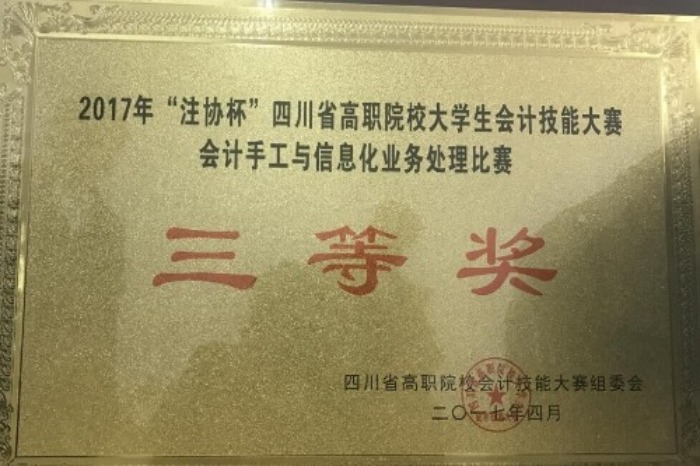 2017年“注协杯”四川省高职院校大学生会计技能大赛
会计手工与信息化业务处理比赛
三等奖
四川省高职院校会计技能大赛组委会
二〇一七年四月